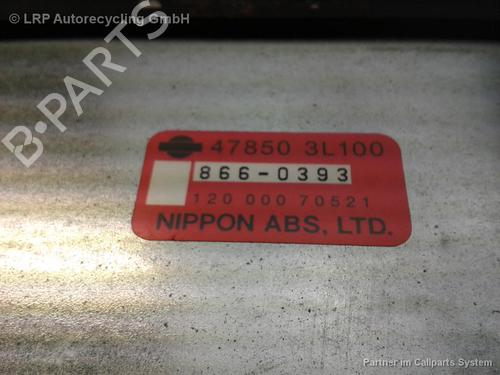 © LRP Autorecycling GmbH
B-PARTS
47850 3L100
866-0393
120 000 70521
NIPPON ABS, LTD.
Partner im Callparts System